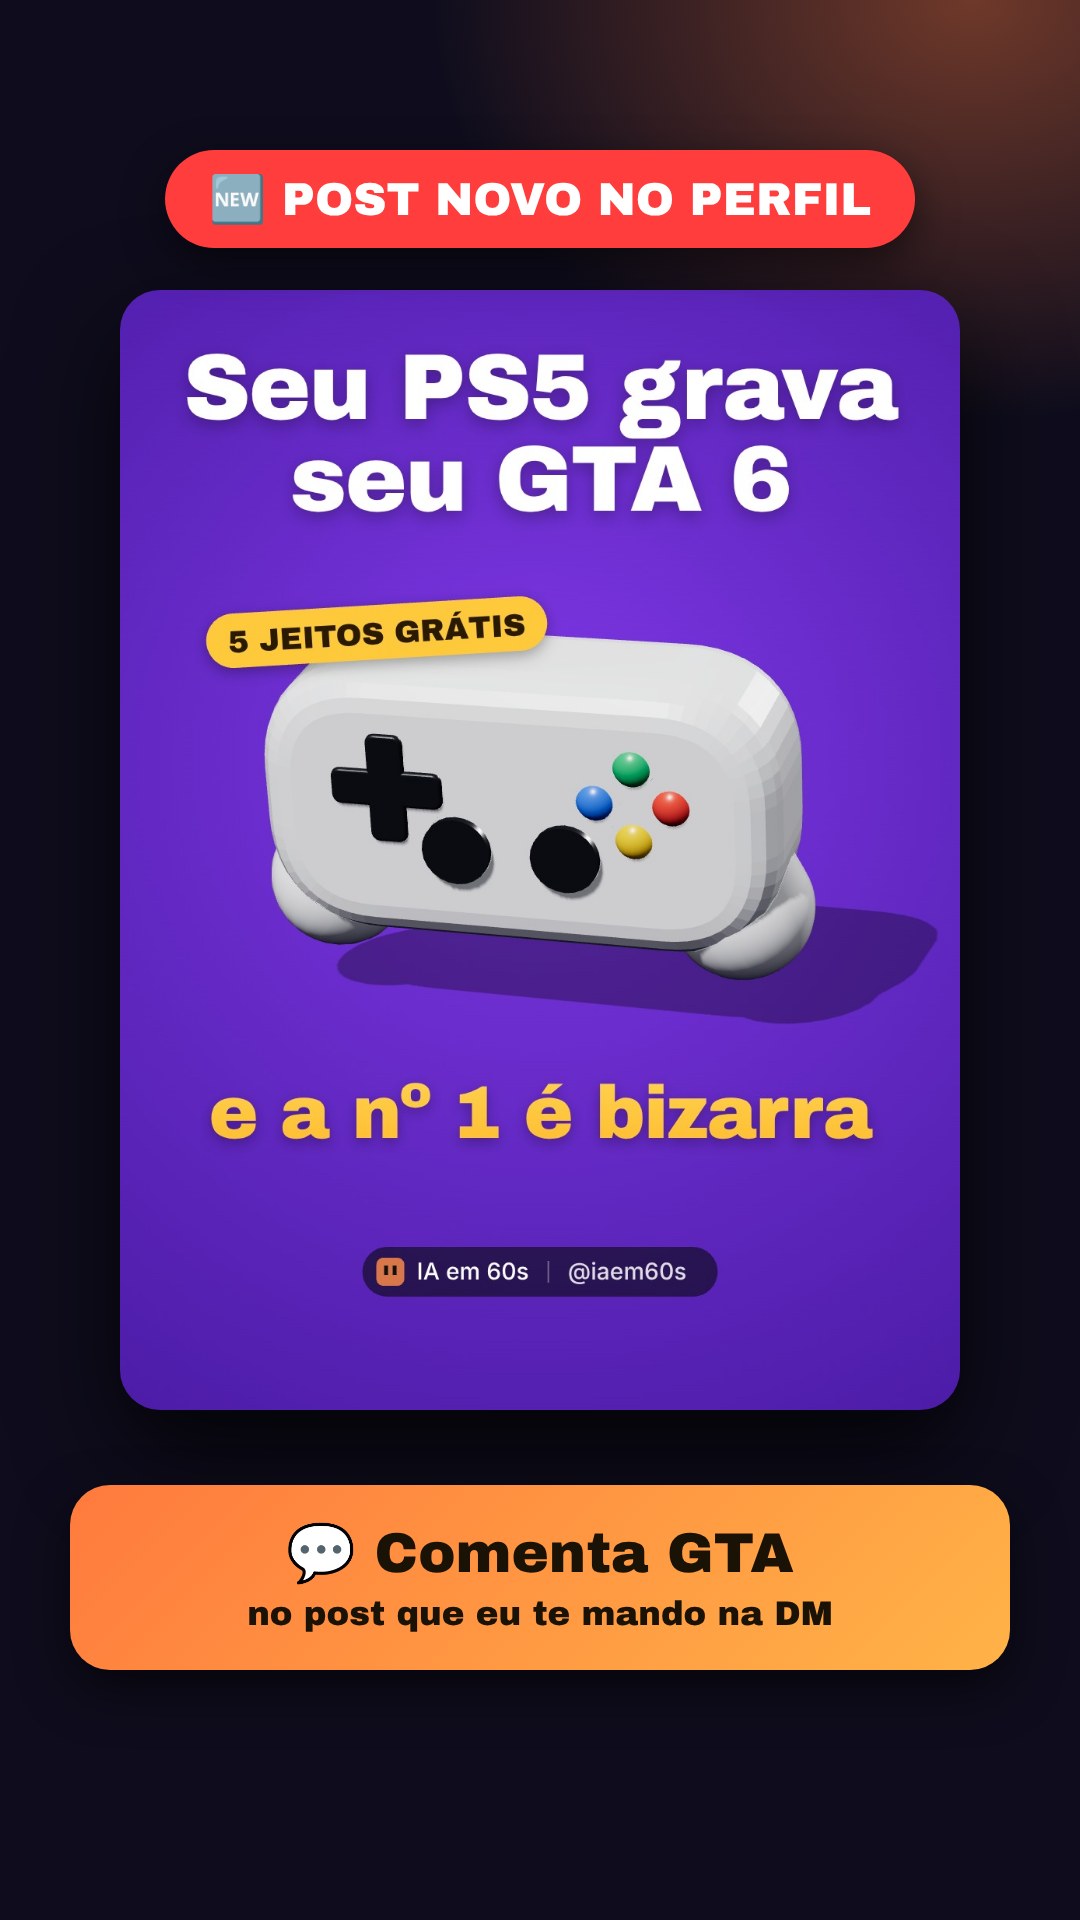 🆕 POST NOVO NO PERFIL
Seu PS5 grava
seu GTA 6
5 JEITOS GRÁTIS
e a nº 1 é bizarra
IA em 60s | @iaem60s
💬 Comenta GTA
no post que eu te mando na DM